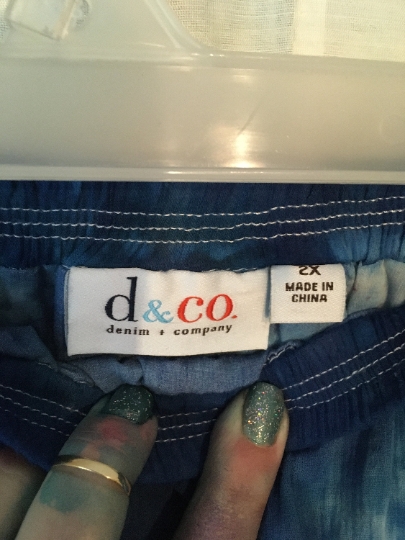 d&co.
denim + company
2X
MADE IN
CHINA